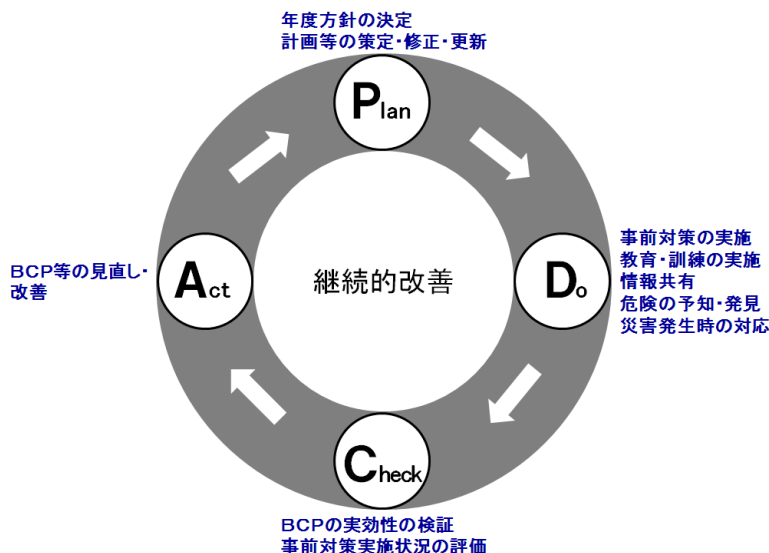 年度方針の決定
計画等の策定・修正・更新
Plan
事前対策の実施
教育・訓練の実施
情報共有
危険の予知・発見
災害発生時の対応
Do
BCP等の見直し・
改善
Act
継続的改善
Check
BCPの実効性の検証
事前対策実施状況の評価